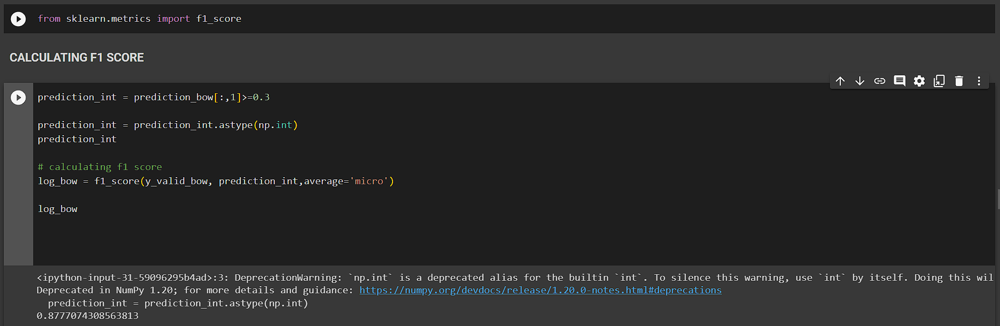 from sklearn.metrics import f1_score
CALCULATING F1 SCORE
prediction_int = prediction_bow[:,1]>=0.3
prediction_int = prediction_int.astype(np.int)
prediction_int
# calculating f1 score
log_bow = f1_score(y_valid_bow, prediction_int,average='micro')
log_bow
<ipython-input-31-59096295b4ad>:3: DeprecationWarning: `np.int` is a deprecated alias for the builtin `int`. To silence this warning, use `int` by itself. Doing this wil
Deprecated in NumPy 1.20; for more details and guidance: https://numpy.org/devdocs/release/1.20.0-notes.html#deprecations
prediction_int = prediction_int.astype(np.int)
0.8777074308563813